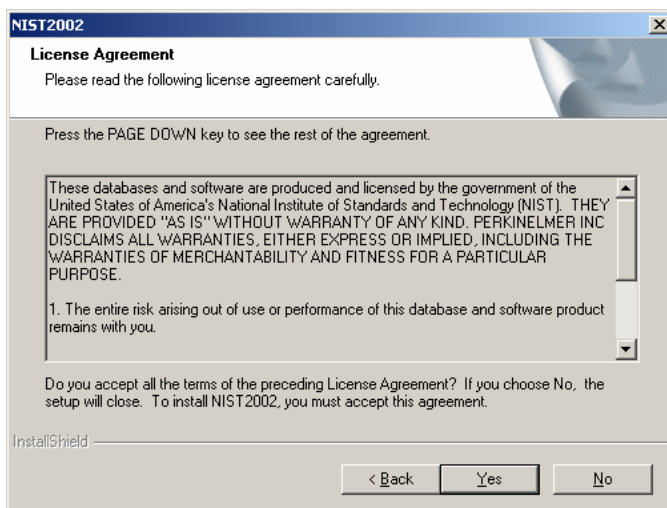 NIST2002
License Agreement
Please read the following license agreement carefully.
Press the PAGE DOWN key to see the rest of the agreement.
These databases and software are produced and licensed by the government of the
United States of America's National Institute of Standards and Technology (NIST). THEY
ARE PROVIDED "AS IS" WITHOUT WARRANTY OF ANY KIND. PERKINELMER INC
DISCLAIMS ALL WARRANTIES, EITHER EXPRESS OR IMPLIED, INCLUDING THE
WARRANTIES OF MERCHANTABILITY AND FITNESS FOR A PARTICULAR
PURPOSE.
1. The entire risk arising out of use or performance of this database and software product
remains with you.
Do you accept all the terms of the preceding License Agreement? If you choose No, the
setup will close. To install NIST2002, you must accept this agreement.
InstallShield
< Back Yes No